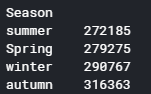 Season
summer    272185
Spring    279275
winter    290767
autumn    316363